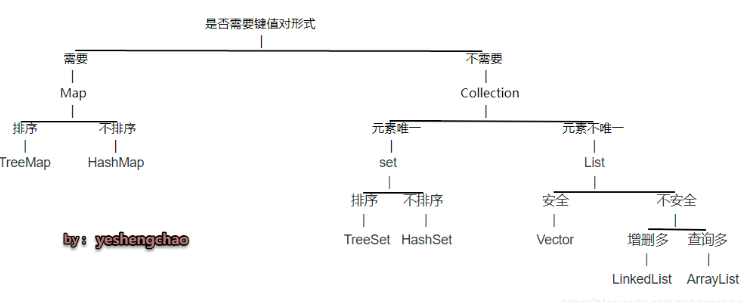 是否需要键值对形式
需要 不需要
Map Collection
排序 不排序 元素唯一 元素不唯一
TreeMap HashMap set List
排序 不排序 安全 不安全
by：yeshengchao TreeSet HashSet Vector 增删多 查询多
LinkedList ArrayList